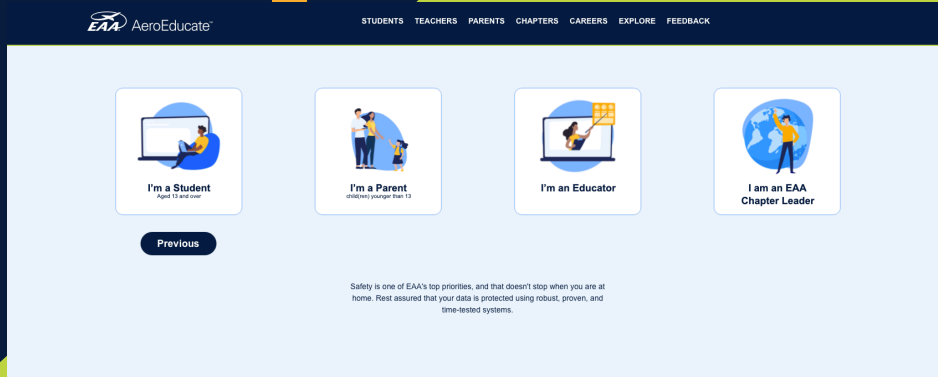 EAA AeroEducate™
STUDENTS TEACHERS PARENTS CHAPTERS CAREERS EXPLORE FEEDBACK
I'm a Student
Aged 13 and over
I'm a Parent
child(ren) younger than 13
I'm an Educator
I am an EAA
Chapter Leader
Previous
Safety is one of EAA's top priorities, and that doesn't stop when you are at
home. Rest assured that your data is protected using robust, proven, and
time-tested systems.